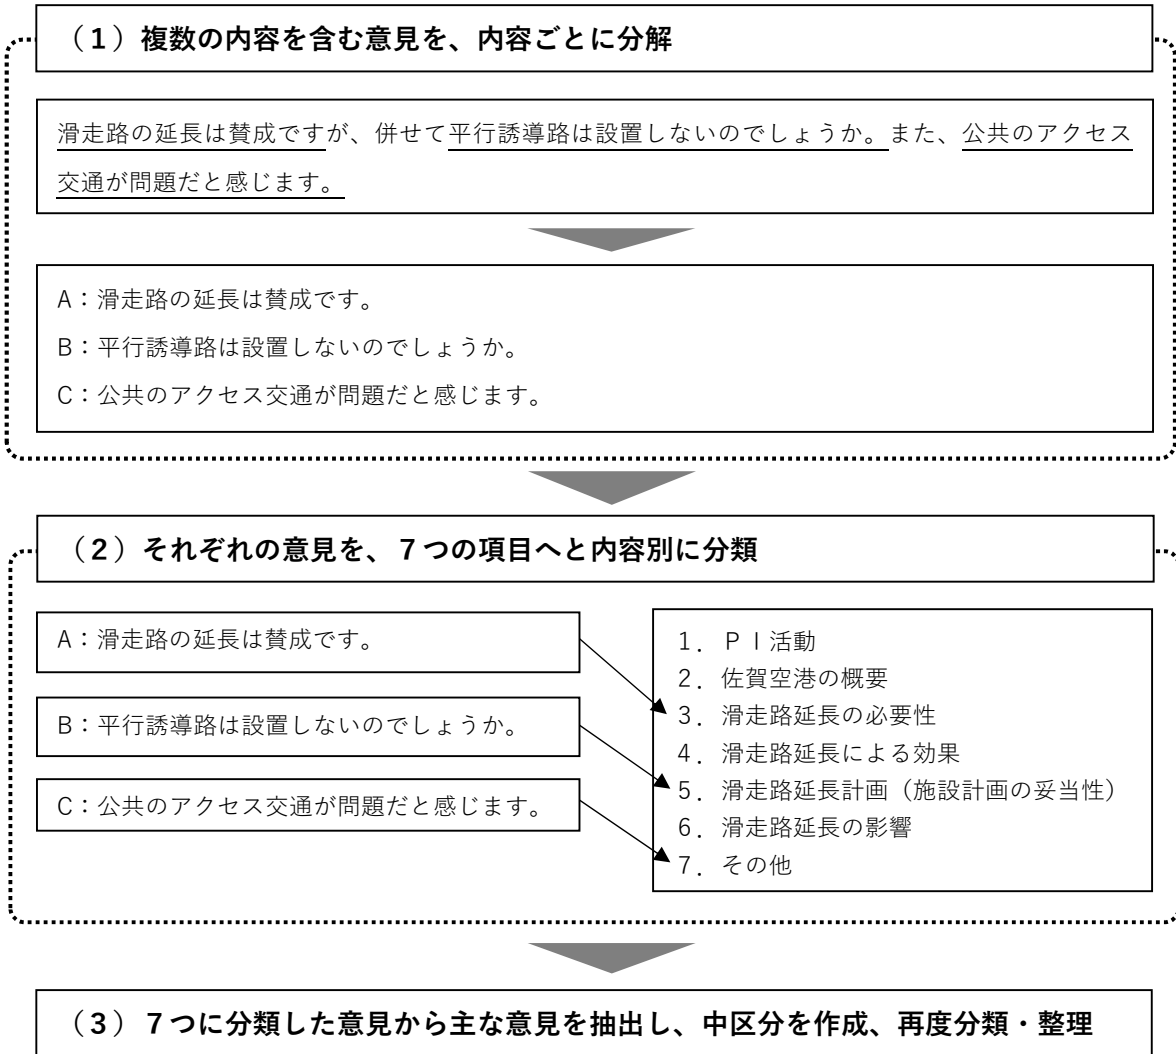 （１）複数の内容を含む意見を、内容ごとに分解
滑走路の延長は賛成ですが、併せて平行誘導路は設置しないのでしょうか。また、公共のアクセス
交通が問題だと感じます。
A：滑走路の延長は賛成です。
B：平行誘導路は設置しないのでしょうか。
C：公共のアクセス交通が問題だと感じます。
（２）それぞれの意見を、７つの項目へと内容別に分類
A：滑走路の延長は賛成です。
B：平行誘導路は設置しないのでしょうか。
C：公共のアクセス交通が問題だと感じます。
１．ＰＩ活動
２．佐賀空港の概要
３．滑走路延長の必要性
４．滑走路延長による効果
５．滑走路延長計画（施設計画の妥当性）
６．滑走路延長の影響
７．その他
（３）７つに分類した意見から主な意見を抽出し、中区分を作成、再度分類・整理